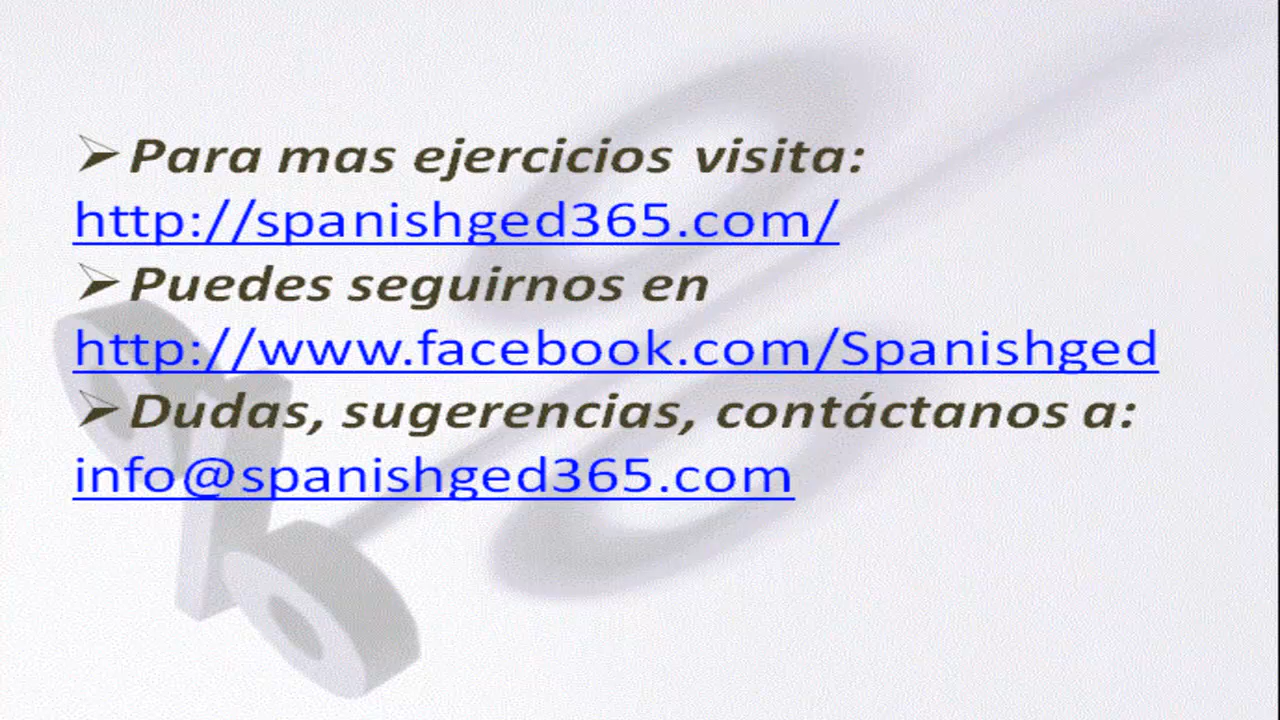 ➢Para mas ejercicios visita:
http://spanishged365.com/
➢Puedes seguirnos en
http://www.facebook.com/Spanishged
➢Dudas, sugerencias, contáctanos a:
info@spanishged365.com